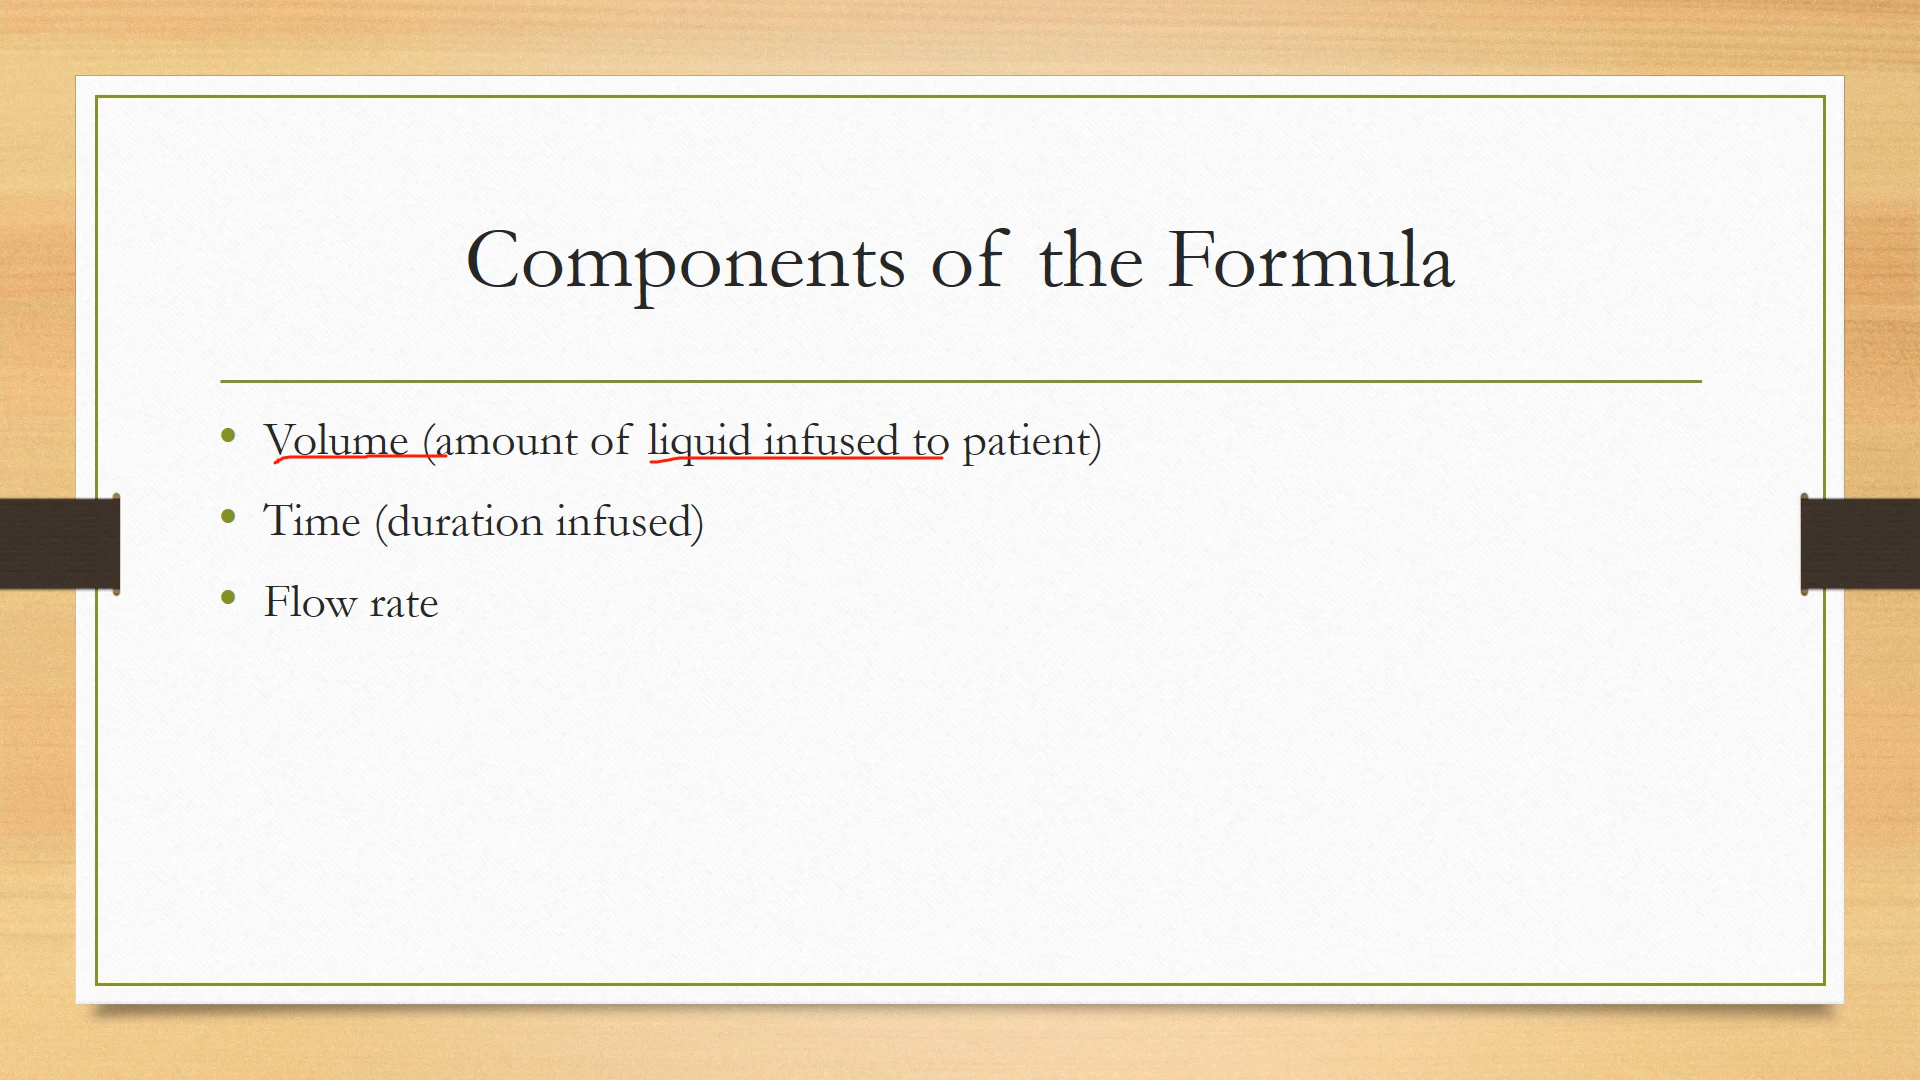 Components of the Formula
• Volume (amount of liquid infused to patient)
• Time (duration infused)
• Flow rate